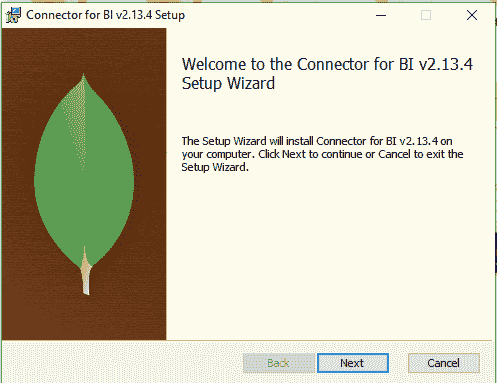 Connector for BI v2.13.4 Setup
Welcome to the Connector for BI v2.13.4
Setup Wizard
The Setup Wizard will install Connector for BI v2.13.4 on
your computer. Click Next to continue or Cancel to exit the
Setup Wizard.
Back Next Cancel